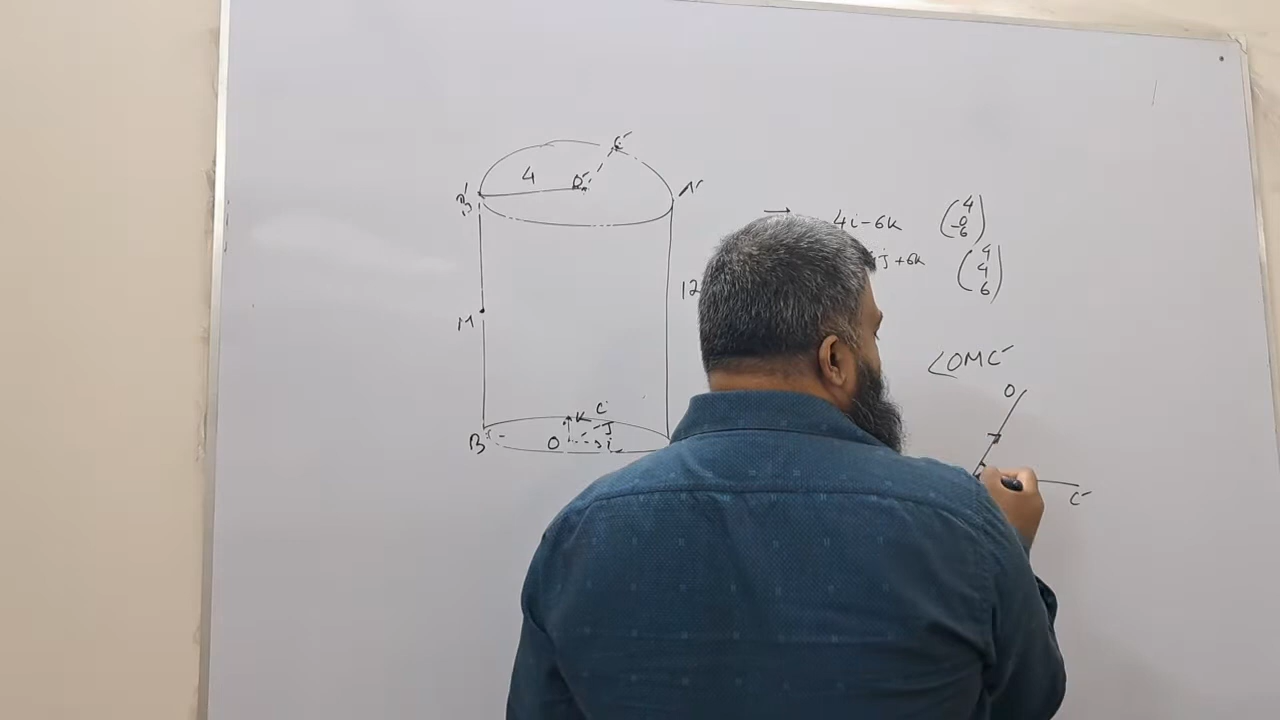 C′
4
O′
B′
A′
M
12
K
C
J
B
O
i
4i-6k
(4 0 -6)
j+6k
(4 4 6)
<OMC′
O
C′